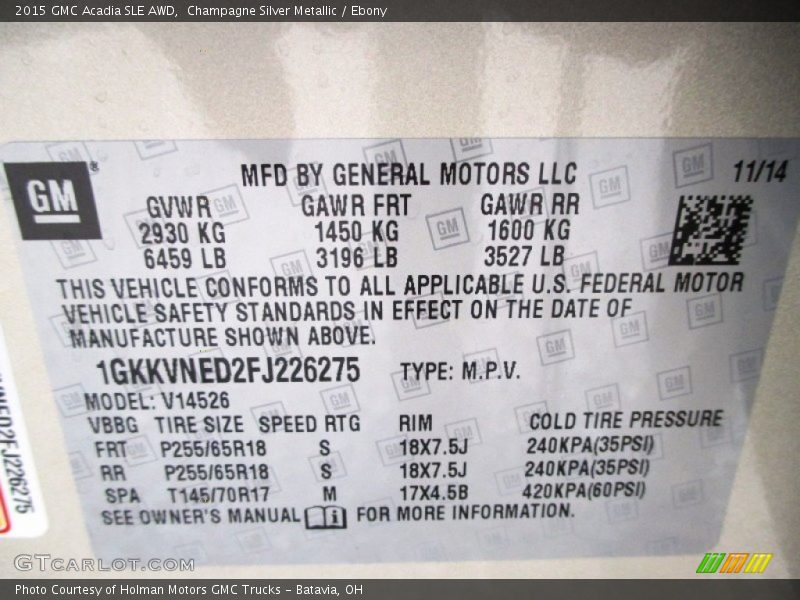 2015 GMC Acadia SLE AWD,  Champagne Silver Metallic / Ebony
GM®
MFD BY GENERAL MOTORS LLC 11/14
GVWR GAWR FRT GAWR RR
2930 KG 1450 KG 1600 KG
6459 LB 3196 LB 3527 LB
THIS VEHICLE CONFORMS TO ALL APPLICABLE U.S. FEDERAL MOTOR
VEHICLE SAFETY STANDARDS IN EFFECT ON THE DATE OF
MANUFACTURE SHOWN ABOVE.
1GKKVNED2FJ226275 TYPE: M.P.V.
MODEL: V14526
VBBG TIRE SIZE SPEED RTG RIM COLD TIRE PRESSURE
FRT P255/65R18 S 18X7.5J 240KPA(35PSI)
RR P255/65R18 S 18X7.5J 240KPA(35PSI)
SPA T145/70R17 M 17X4.5B 420KPA(60PSI)
SEE OWNER'S MANUAL FOR MORE INFORMATION.
NED2FJ226275
GTCARLOT.COM
Photo Courtesy of Holman Motors GMC Trucks – Batavia, OH